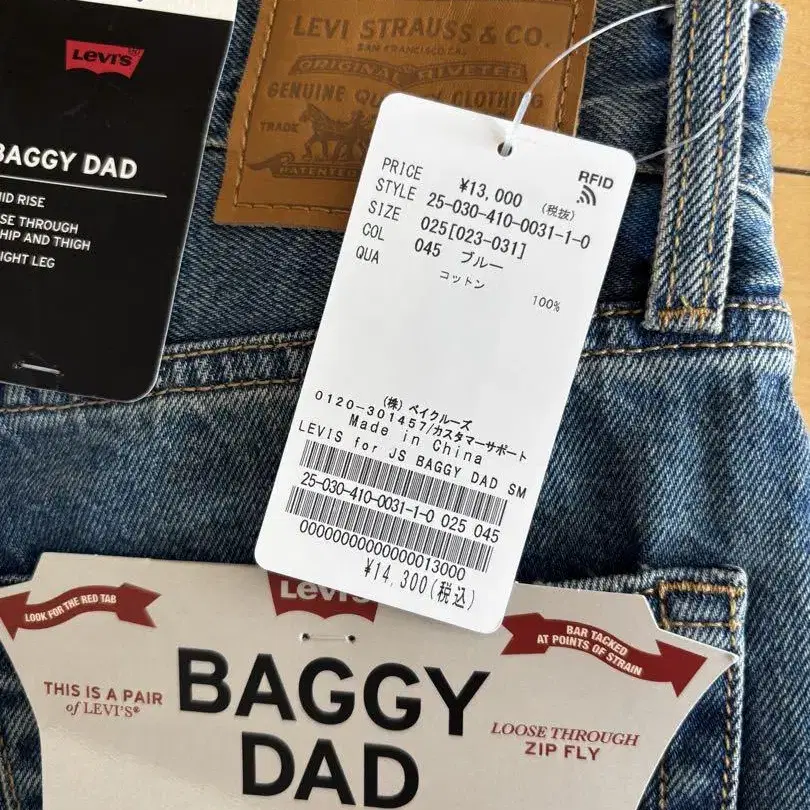 Levi's
BAGGY DAD
MID RISE
THROUGH
HIP AND THIGH
LEG
LEVI STRAUSS & CO.
SAN FRANCISCO, CAL.
ORIGINAL RIVETED
GENUINE CLOTHING
TRADE
PATENTED
RFID
PRICE ¥13,000 (税抜)
STYLE 25-030-410-0031-1-0
SIZE 025[023-031]
COL 045 ブルー
QUA コットン 100%
(株) ベイクルーズ
0120-301457/カスタマーサポート
Made in China
LEVIS for JS BAGGY DAD SM
25-030-410-0031-1-0 025 045
¥14,300(税込)
Levi's
LOOK FOR THE RED TAB
BAR TACKED
AT POINTS OF STRAIN
THIS IS A PAIR
of LEVI'S®
BAGGY
DAD
LOOSE THROUGH
ZIP FLY